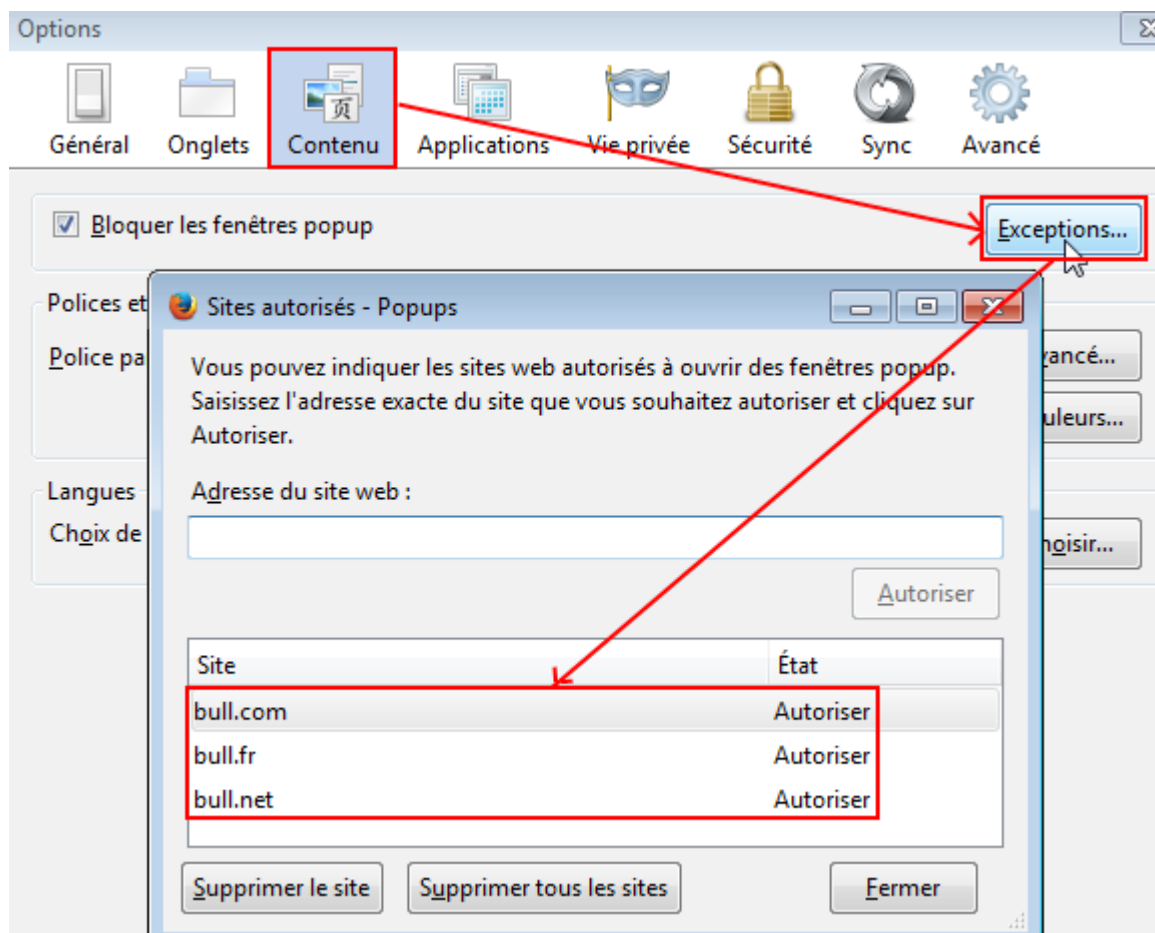 Options
Général Onglets Contenu Applications Vie privée Sécurité Sync Avancé
Bloquer les fenêtres popup
Exceptions...
Polices et
Police pa
Langues
Choix de
Sites autorisés - Popups
Vous pouvez indiquer les sites web autorisés à ouvrir des fenêtres popup.
Saisissez l'adresse exacte du site que vous souhaitez autoriser et cliquez sur
Autoriser.
Adresse du site web :
Autoriser
Site État
bull.com Autoriser
bull.fr Autoriser
bull.net Autoriser
Supprimer le site Supprimer tous les sites Fermer
vancé...
uleurs...
oisir...